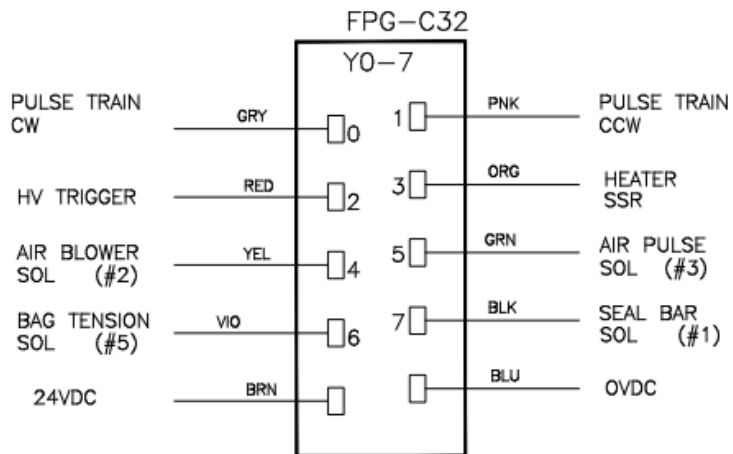 FPG-C32
Y0-7
PULSE TRAIN
CW
GRY
0
1
PNK
PULSE TRAIN
CCW
HV TRIGGER
RED
2
3
ORG
HEATER
SSR
AIR BLOWER
SOL (#2)
YEL
4
5
GRN
AIR PULSE
SOL (#3)
BAG TENSION
SOL (#5)
VIO
6
7
BLK
SEAL BAR
SOL (#1)
24VDC
BRN
BLU
0VDC